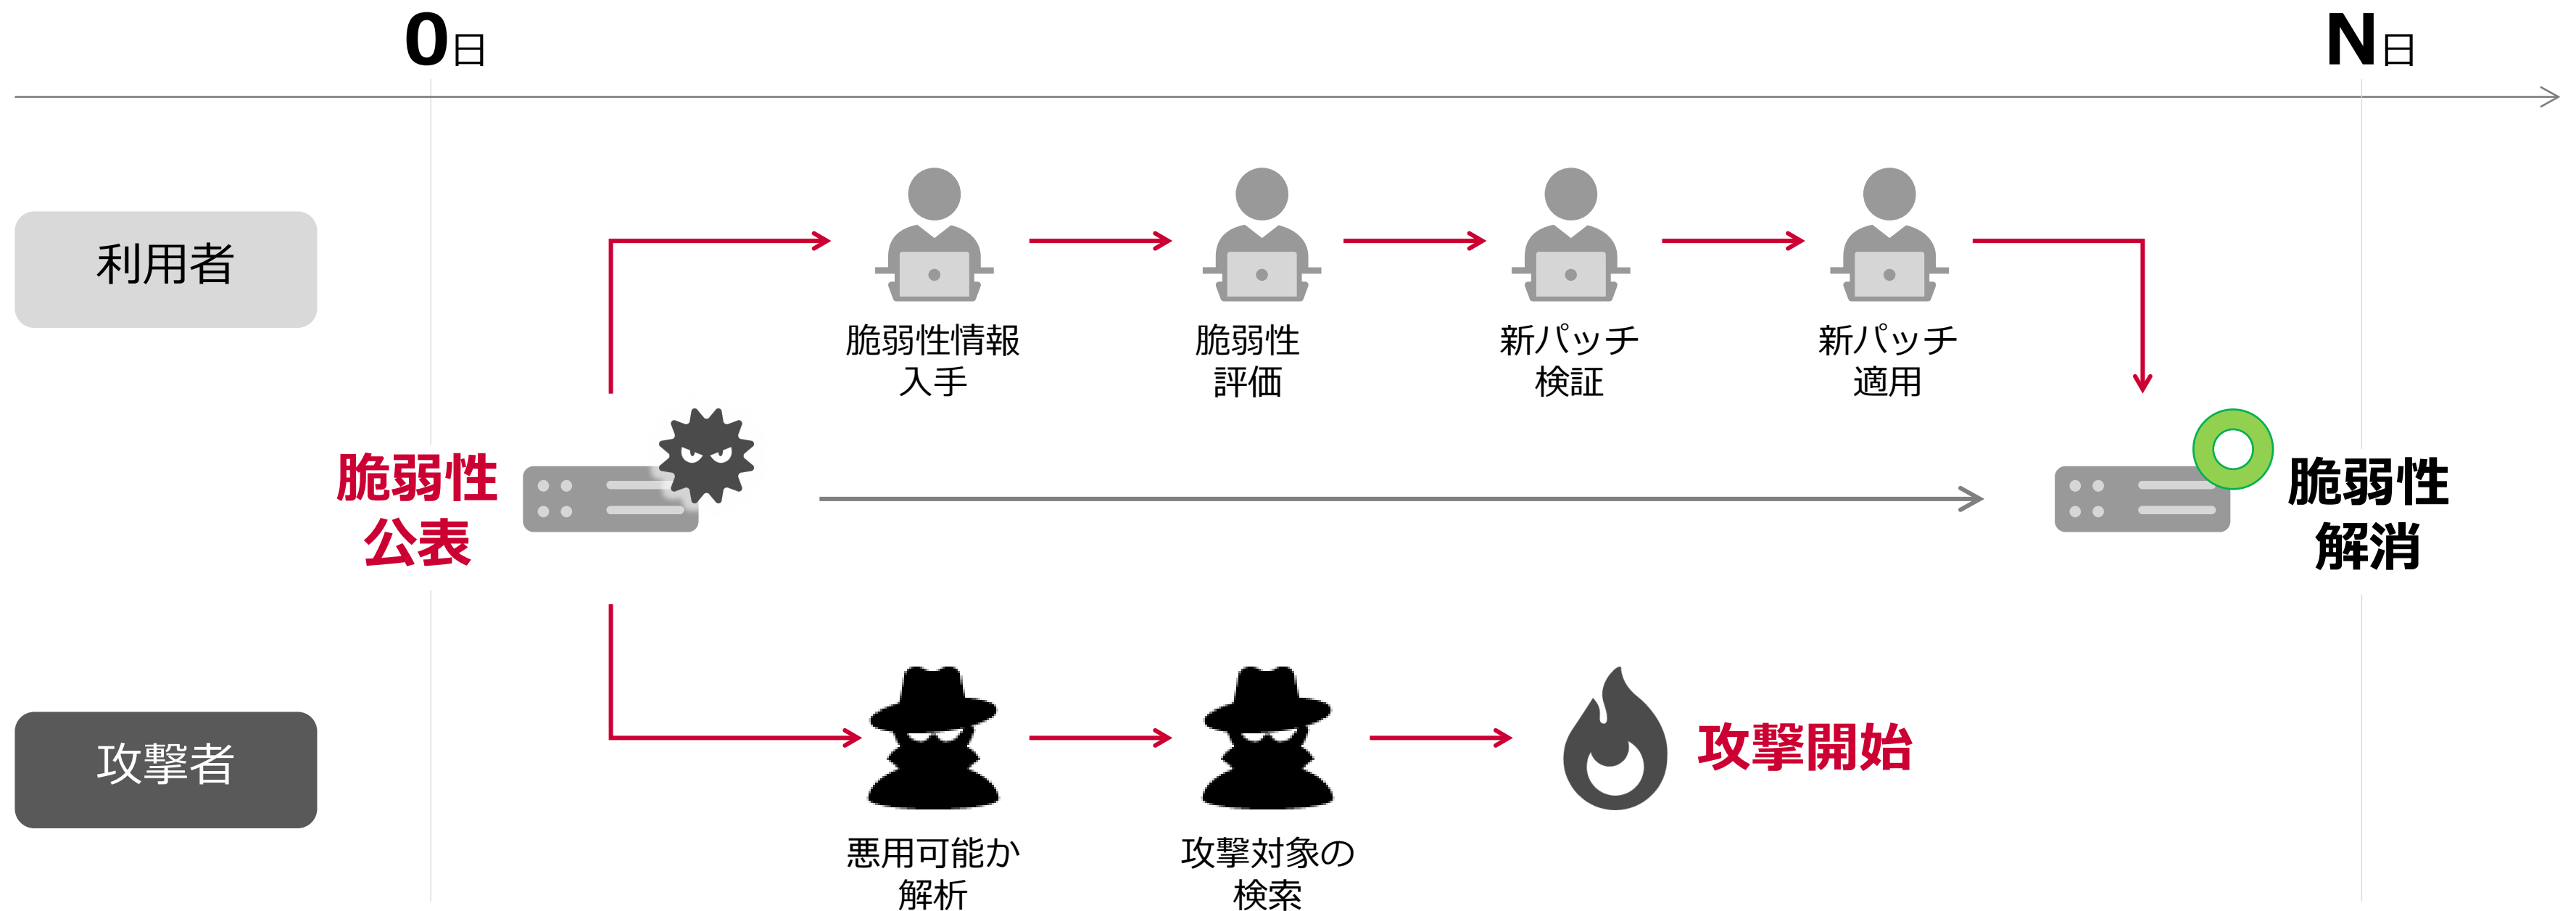 0日
N日
利用者
脆弱性情報
入手
脆弱性
評価
新パッチ
検証
新パッチ
適用
脆弱性
公表
脆弱性
解消
攻撃者
攻撃開始
悪用可能か
解析
攻撃対象の
検索